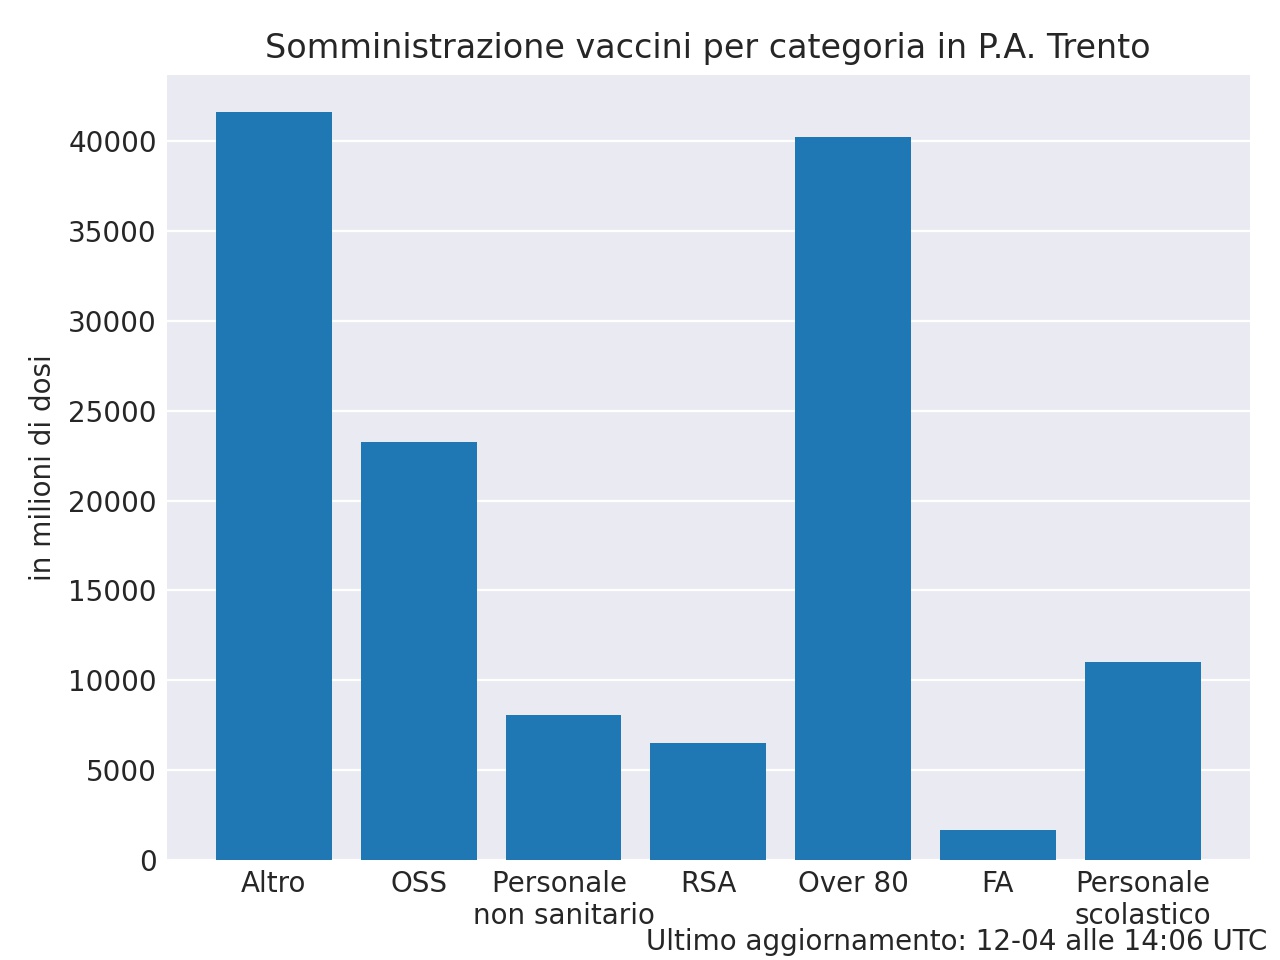 Somministrazione vaccini per categoria in P.A. Trento
in milioni di dosi
40000
35000
30000
25000
20000
15000
10000
5000
0
Altro
OSS
Personale
non sanitario
RSA
Over 80
FA
Personale
scolastico
Ultimo aggiornamento: 12-04 alle 14:06 UTC